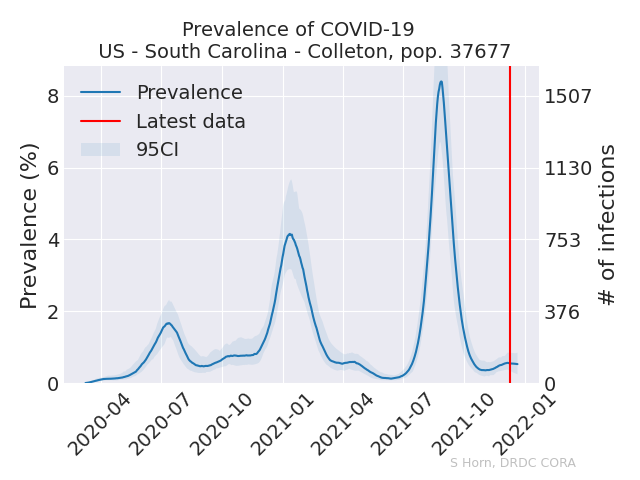 Prevalence of COVID-19
US - South Carolina - Colleton, pop. 37677
Prevalence
Latest data
95CI
Prevalence (%)
8
6
4
2
0
# of infections
1507
1130
753
376
0
2020-04
2020-07
2020-10
2021-01
2021-04
2021-07
2021-10
2022-01
S Horn, DRDC CORA